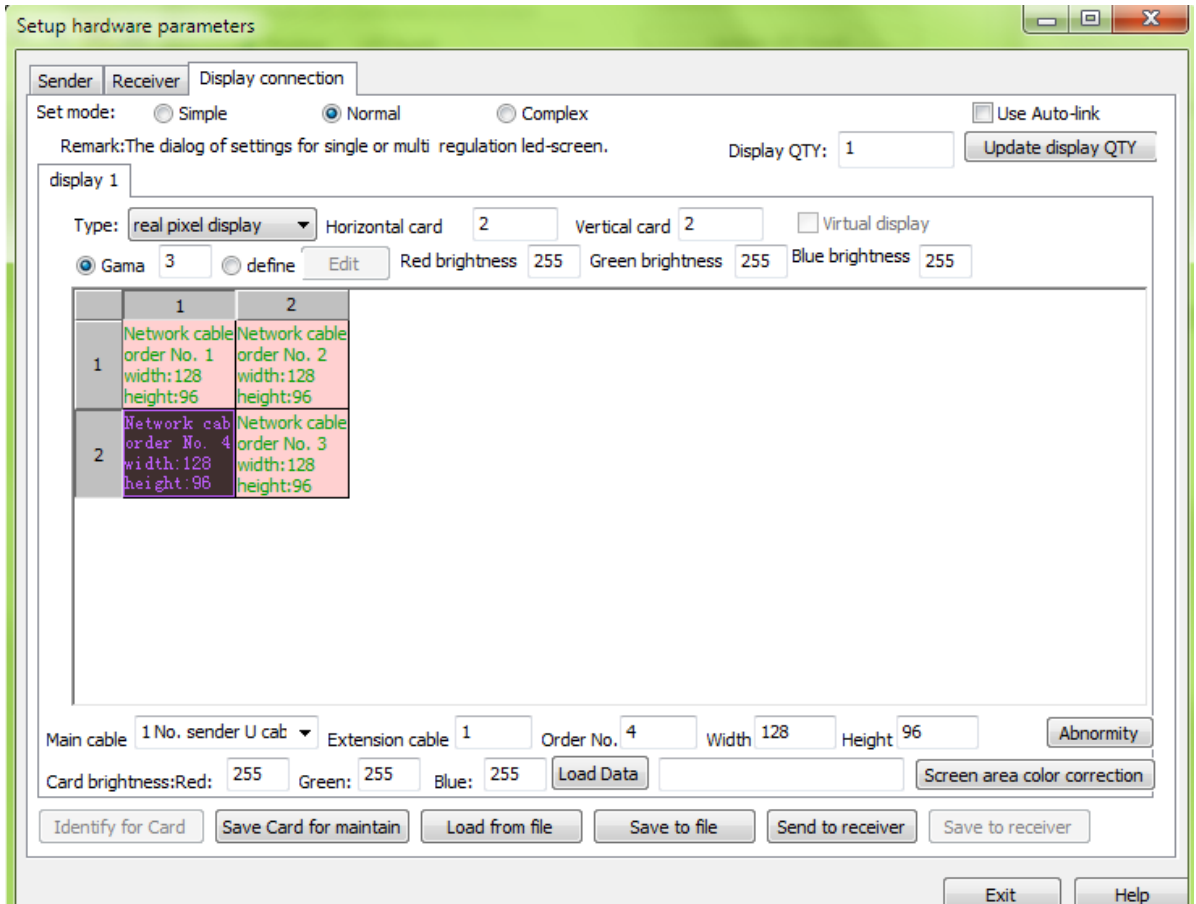 Setup hardware parameters
Sender Receiver Display connection
Set mode: Simple Normal Complex Use Auto-link
Remark:The dialog of settings for single or multi regulation led-screen. Display QTY: 1 Update display QTY
display 1
Type: real pixel display Horizontal card 2 Vertical card 2 Virtual display
Gama 3 define Edit Red brightness 255 Green brightness 255 Blue brightness 255
1 2
1
Network cable
order No. 1
width:128
height:96
Network cable
order No. 2
width:128
height:96
2
Network cab
order No. 4
width:128
height:96
Network cable
order No. 3
width:128
height:96
Main cable 1 No. sender U cab Extension cable 1 Order No. 4 Width 128 Height 96 Abnormity
Card brightness:Red: 255 Green: 255 Blue: 255 Load Data Screen area color correction
Identify for Card Save Card for maintain Load from file Save to file Send to receiver Save to receiver
Exit Help